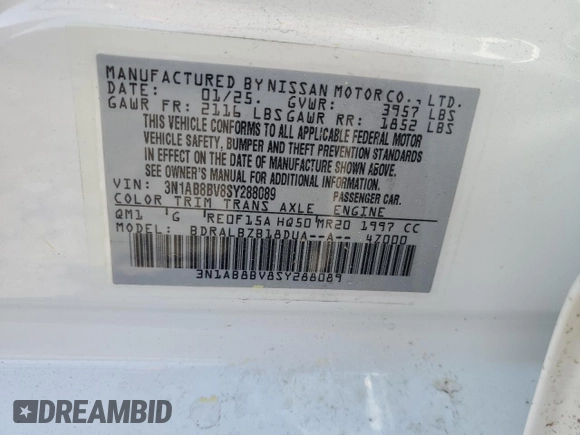 MANUFACTURED BY NISSAN MOTOR CO., LTD.
DATE: 01/25. GVWR: 3957 LBS
GAWR FR: 2116 LBS GAWR RR: 1852 LBS
THIS VEHICLE CONFORMS TO ALL APPLICABLE FEDERAL MOTOR
VEHICLE SAFETY, BUMPER AND THEFT PREVENTION STANDARDS
IN EFFECT ON THE DATE OF MANUFACTURE SHOWN ABOVE.
SEE OWNER'S MANUAL FOR ADDITIONAL INFORMATION
VIN: 3N1AB8BV8SY288089 PASSENGER CAR.
COLOR TRIM TRANS AXLE ENGINE
QM1 G RE0F15A HQ50 MR20 1997 CC
MODEL: BDRALBZB18DUA--A-- 47000
3N1AB8BV8SY288089
DREAMBID